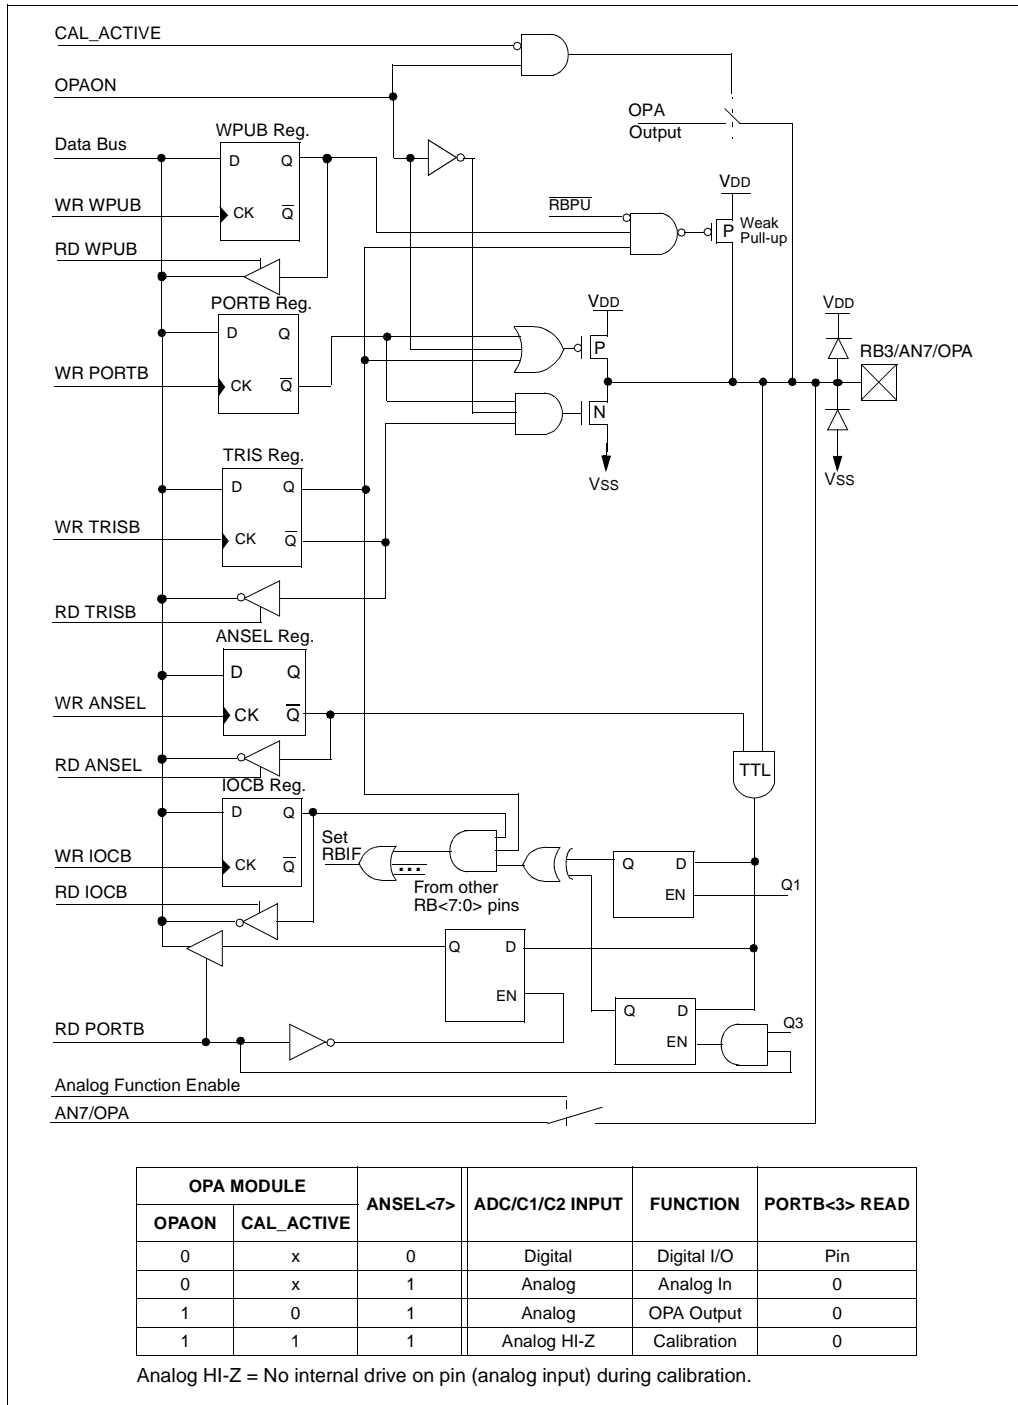 CAL_ACTIVE
OPAON
OPA
Output
WPUB Reg.
Data Bus
D Q
WR WPUB
CK Q
RBPU
VDD
P Weak
Pull-up
RD WPUB
PORTB Reg.
VDD
VDD
D Q
P
RB3/AN7/OPA
WR PORTB
CK Q
N
TRIS Reg.
VSS
VSS
D Q
WR TRISB
CK Q
RD TRISB
ANSEL Reg.
D Q
WR ANSEL
CK Q
RD ANSEL
TTL
IOCB Reg.
D Q
Set
RBIF
WR IOCB
CK Q
...
From other
RB<7:0> pins
Q D
EN
Q1
RD IOCB
Q D
EN
Q D
EN
Q3
RD PORTB
Analog Function Enable
AN7/OPA
OPA MODULE ANSEL<7> ADC/C1/C2 INPUT FUNCTION PORTB<3> READ
OPAON CAL_ACTIVE
0 x 0 Digital Digital I/O Pin
0 x 1 Analog Analog In 0
1 0 1 Analog OPA Output 0
1 1 1 Analog HI-Z Calibration 0
Analog HI-Z = No internal drive on pin (analog input) during calibration.